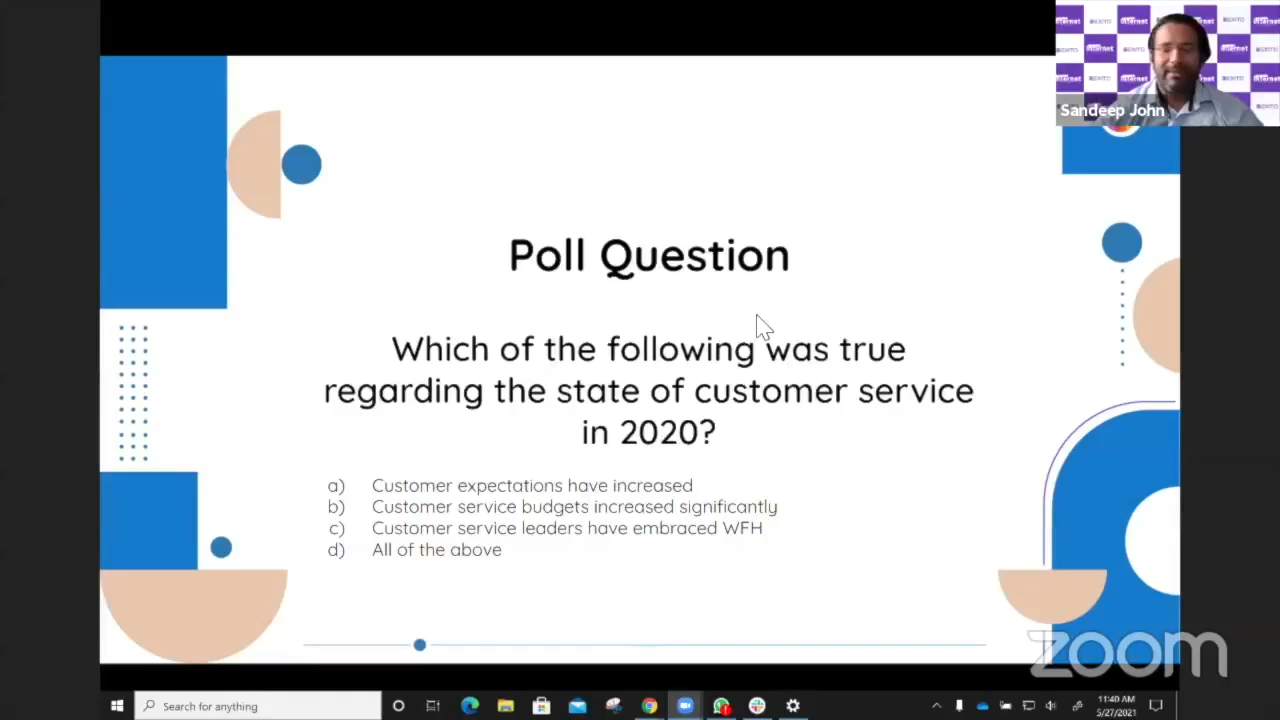 Sandeep John
Poll Question
Which of the following was true
regarding the state of customer service
in 2020?
a) Customer expectations have increased
b) Customer service budgets increased significantly
c) Customer service leaders have embraced WFH
d) All of the above
zoom
Search for anything
11:40 AM
5/27/2021